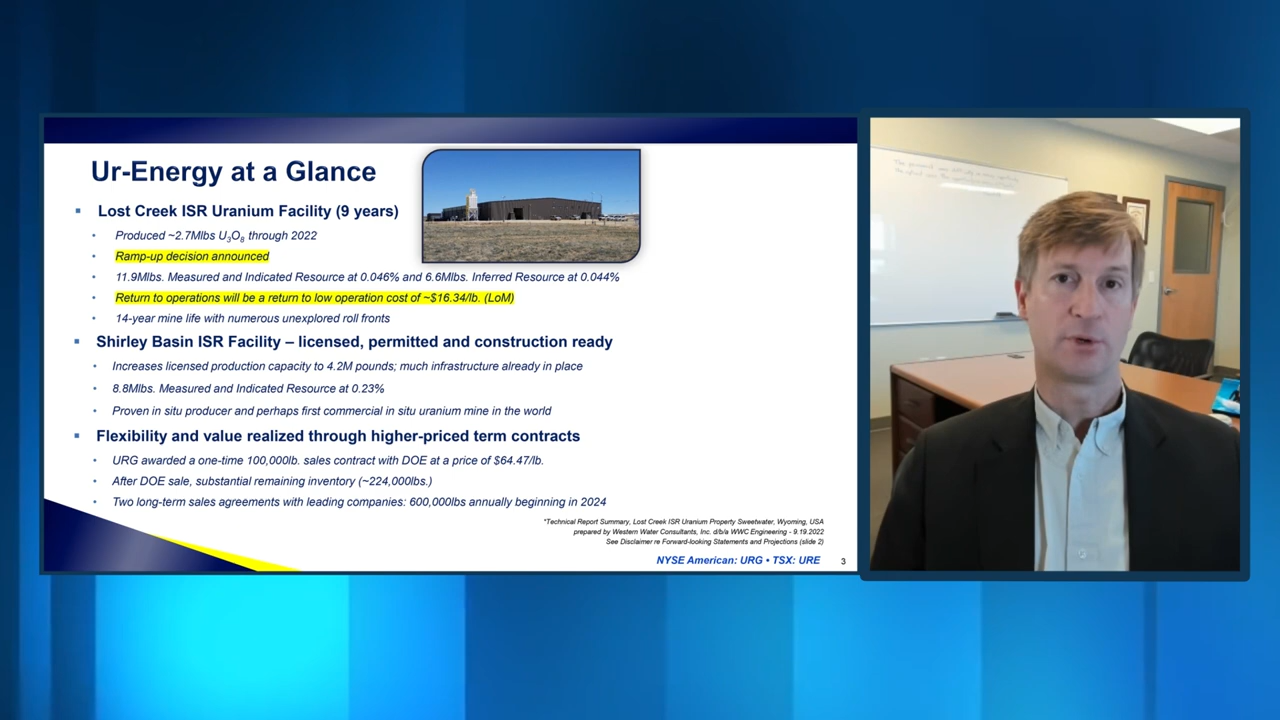 Ur-Energy at a Glance
▪ Lost Creek ISR Uranium Facility (9 years)
• Produced ~2.7Mlbs U3O8 through 2022
• Ramp-up decision announced
• 11.9Mlbs. Measured and Indicated Resource at 0.046% and 6.6Mlbs. Inferred Resource at 0.044%
• Return to operations will be a return to low operation cost of ~$16.34/lb. (LoM)
• 14-year mine life with numerous unexplored roll fronts
▪ Shirley Basin ISR Facility – licensed, permitted and construction ready
• Increases licensed production capacity to 4.2M pounds; much infrastructure already in place
• 8.8Mlbs. Measured and Indicated Resource at 0.23%
• Proven in situ producer and perhaps first commercial in situ uranium mine in the world
▪ Flexibility and value realized through higher-priced term contracts
• URG awarded a one-time 100,000lb. sales contract with DOE at a price of $64.47/lb.
• After DOE sale, substantial remaining inventory (~224,000lbs.)
• Two long-term sales agreements with leading companies: 600,000lbs annually beginning in 2024
*Technical Report Summary, Lost Creek ISR Uranium Property Sweetwater, Wyoming, USA
prepared by Western Water Consultants, Inc. d/b/a WWC Engineering - 9.19.2022
See Disclaimer re Forward-looking Statements and Projections (slide 2)
NYSE American: URG • TSX: URE 3